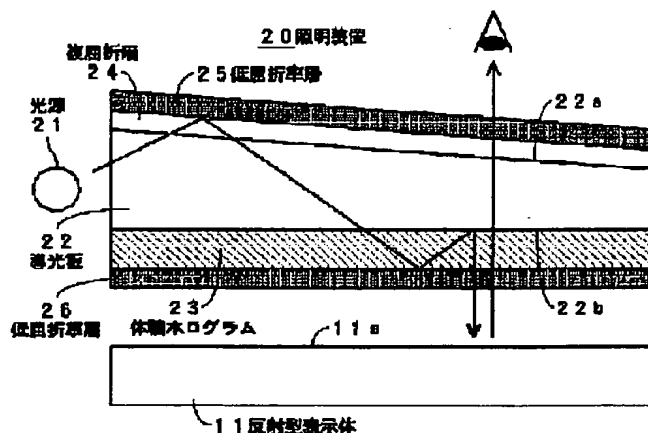 20照明装置
複屈折層
24
25低屈折率層
22a
光源
21
22
導光板
26
低屈折率層
23
体積ホログラム
22b
11a
11反射型表示体